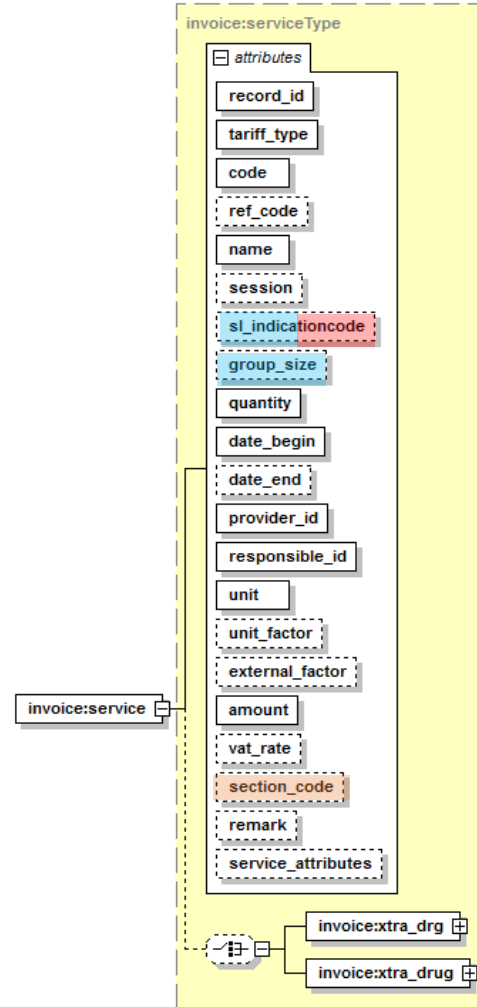 invoice:serviceType
attributes
record_id
tariff_type
code
ref_code
name
session
sl_indicationcode
group_size
quantity
date_begin
date_end
provider_id
responsible_id
unit
unit_factor
external_factor
invoice:service
amount
vat_rate
section_code
remark
service_attributes
invoice:xtra_drg
invoice:xtra_drug